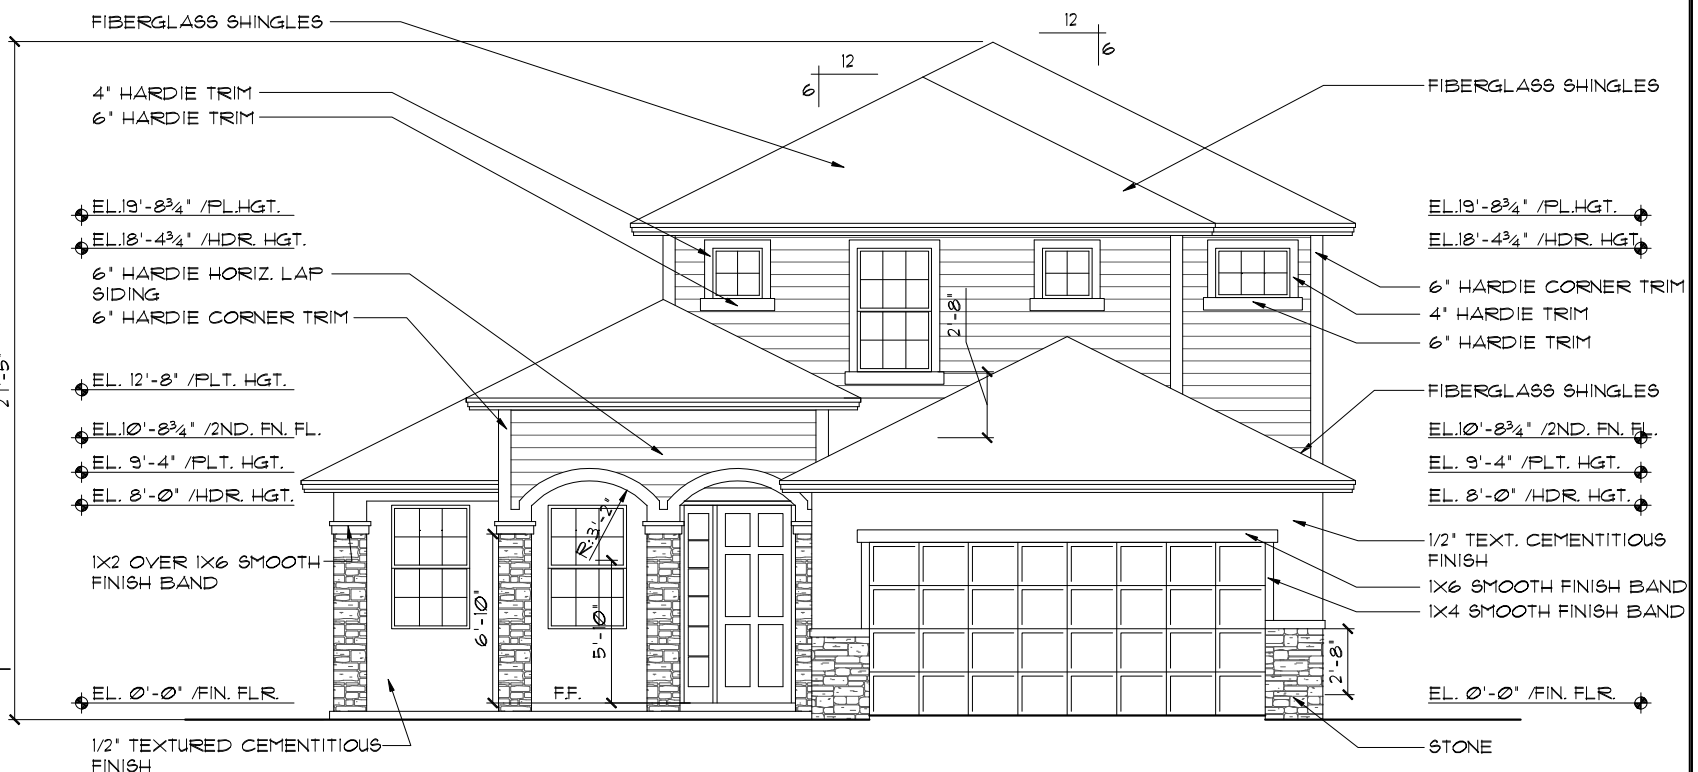 FIBERGLASS SHINGLES
12
6
12
6
4" HARDIE TRIM
6" HARDIE TRIM
FIBERGLASS SHINGLES
EL.19'-8¾" /PL.HGT.
EL.18'-4¾" /HDR. HGT.
6" HARDIE HORIZ. LAP
SIDING
6" HARDIE CORNER TRIM
EL. 12'-8" /PLT. HGT.
EL.10'-8¾" /2ND. FN. FL.
EL. 9'-4" /PLT. HGT.
EL. 8'-0" /HDR. HGT.
1X2 OVER 1X6 SMOOTH
FINISH BAND
EL. 0'-0" /FIN. FLR.
1/2" TEXTURED CEMENTITIOUS
FINISH
2'-8"
R:3'-2"
6'-10"
5'-10"
F.F.
2'-8"
EL.19'-8¾" /PL.HGT.
EL.18'-4¾" /HDR. HGT
6" HARDIE CORNER TRIM
4" HARDIE TRIM
6" HARDIE TRIM
FIBERGLASS SHINGLES
EL.10'-8¾" /2ND. FN. FL.
EL. 9'-4" /PLT. HGT.
EL. 8'-0" /HDR. HGT.
1/2" TEXT. CEMENTITIOUS
FINISH
1X6 SMOOTH FINISH BAND
1X4 SMOOTH FINISH BAND
EL. 0'-0" /FIN. FLR.
STONE